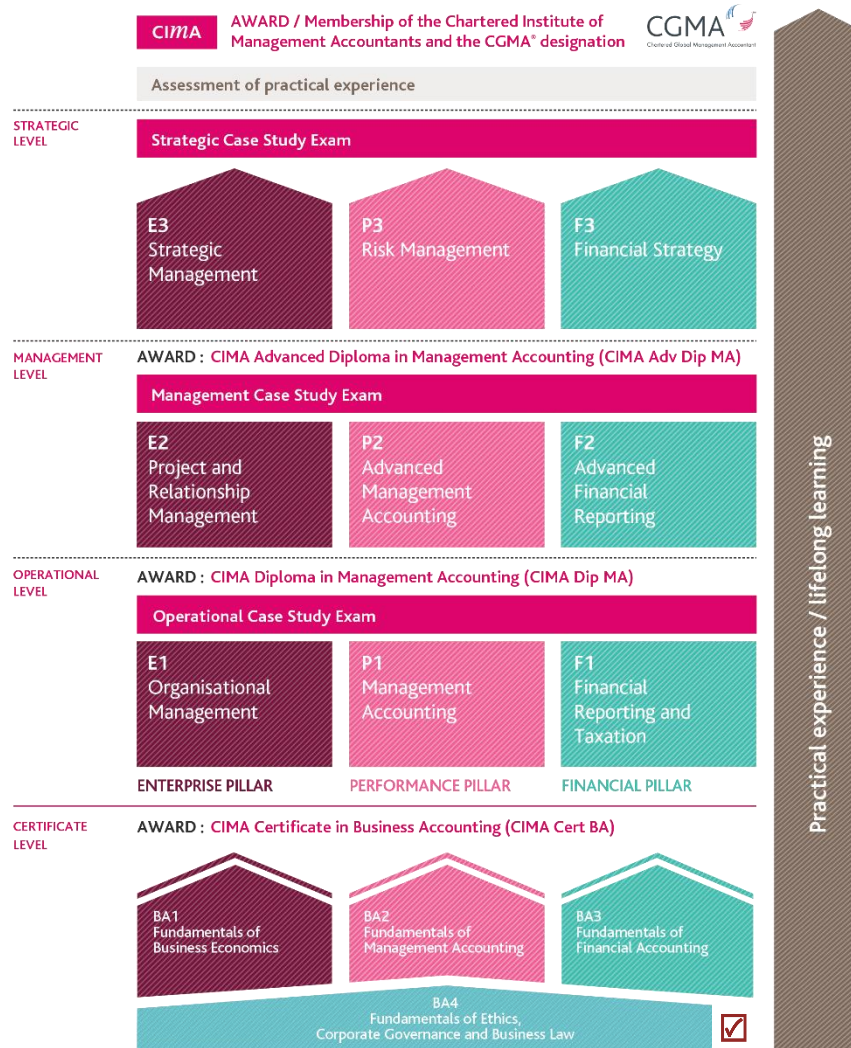 CIMA
AWARD / Membership of the Chartered Institute of
Management Accountants and the CGMA® designation
CGMA
Chartered Global Management Accountant
Assessment of practical experience
STRATEGIC
LEVEL
Strategic Case Study Exam
E3
Strategic
Management
P3
Risk Management
F3
Financial Strategy
MANAGEMENT
LEVEL
AWARD : CIMA Advanced Diploma in Management Accounting (CIMA Adv Dip MA)
Management Case Study Exam
E2
Project and
Relationship
Management
P2
Advanced
Management
Accounting
F2
Advanced
Financial
Reporting
OPERATIONAL
LEVEL
AWARD : CIMA Diploma in Management Accounting (CIMA Dip MA)
Operational Case Study Exam
E1
Organisational
Management
P1
Management
Accounting
F1
Financial
Reporting and
Taxation
ENTERPRISE PILLAR
PERFORMANCE PILLAR
FINANCIAL PILLAR
CERTIFICATE
LEVEL
AWARD : CIMA Certificate in Business Accounting (CIMA Cert BA)
BA1
Fundamentals of
Business Economics
BA2
Fundamentals of
Management Accounting
BA3
Fundamentals of
Financial Accounting
BA4
Fundamentals of Ethics,
Corporate Governance and Business Law
Practical experience / lifelong learning